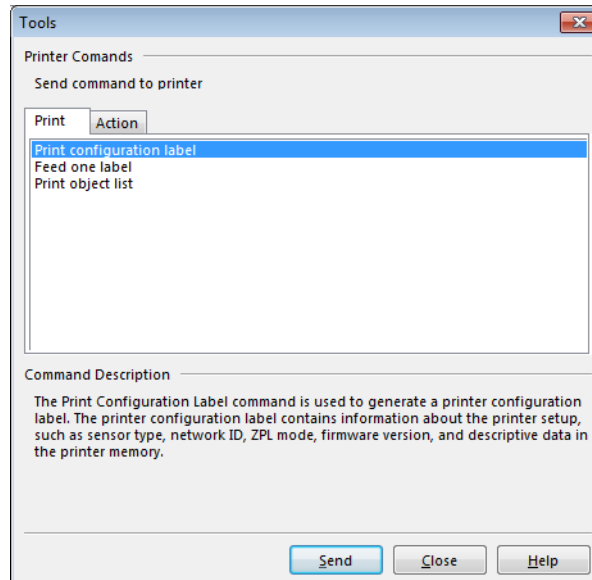 Tools
Printer Comands
Send command to printer
Print
Action
Print configuration label
Feed one label
Print object list
Command Description
The Print Configuration Label command is used to generate a printer configuration
label. The printer configuration label contains information about the printer setup,
such as sensor type, network ID, ZPL mode, firmware version, and descriptive data in
the printer memory.
Send
Close
Help